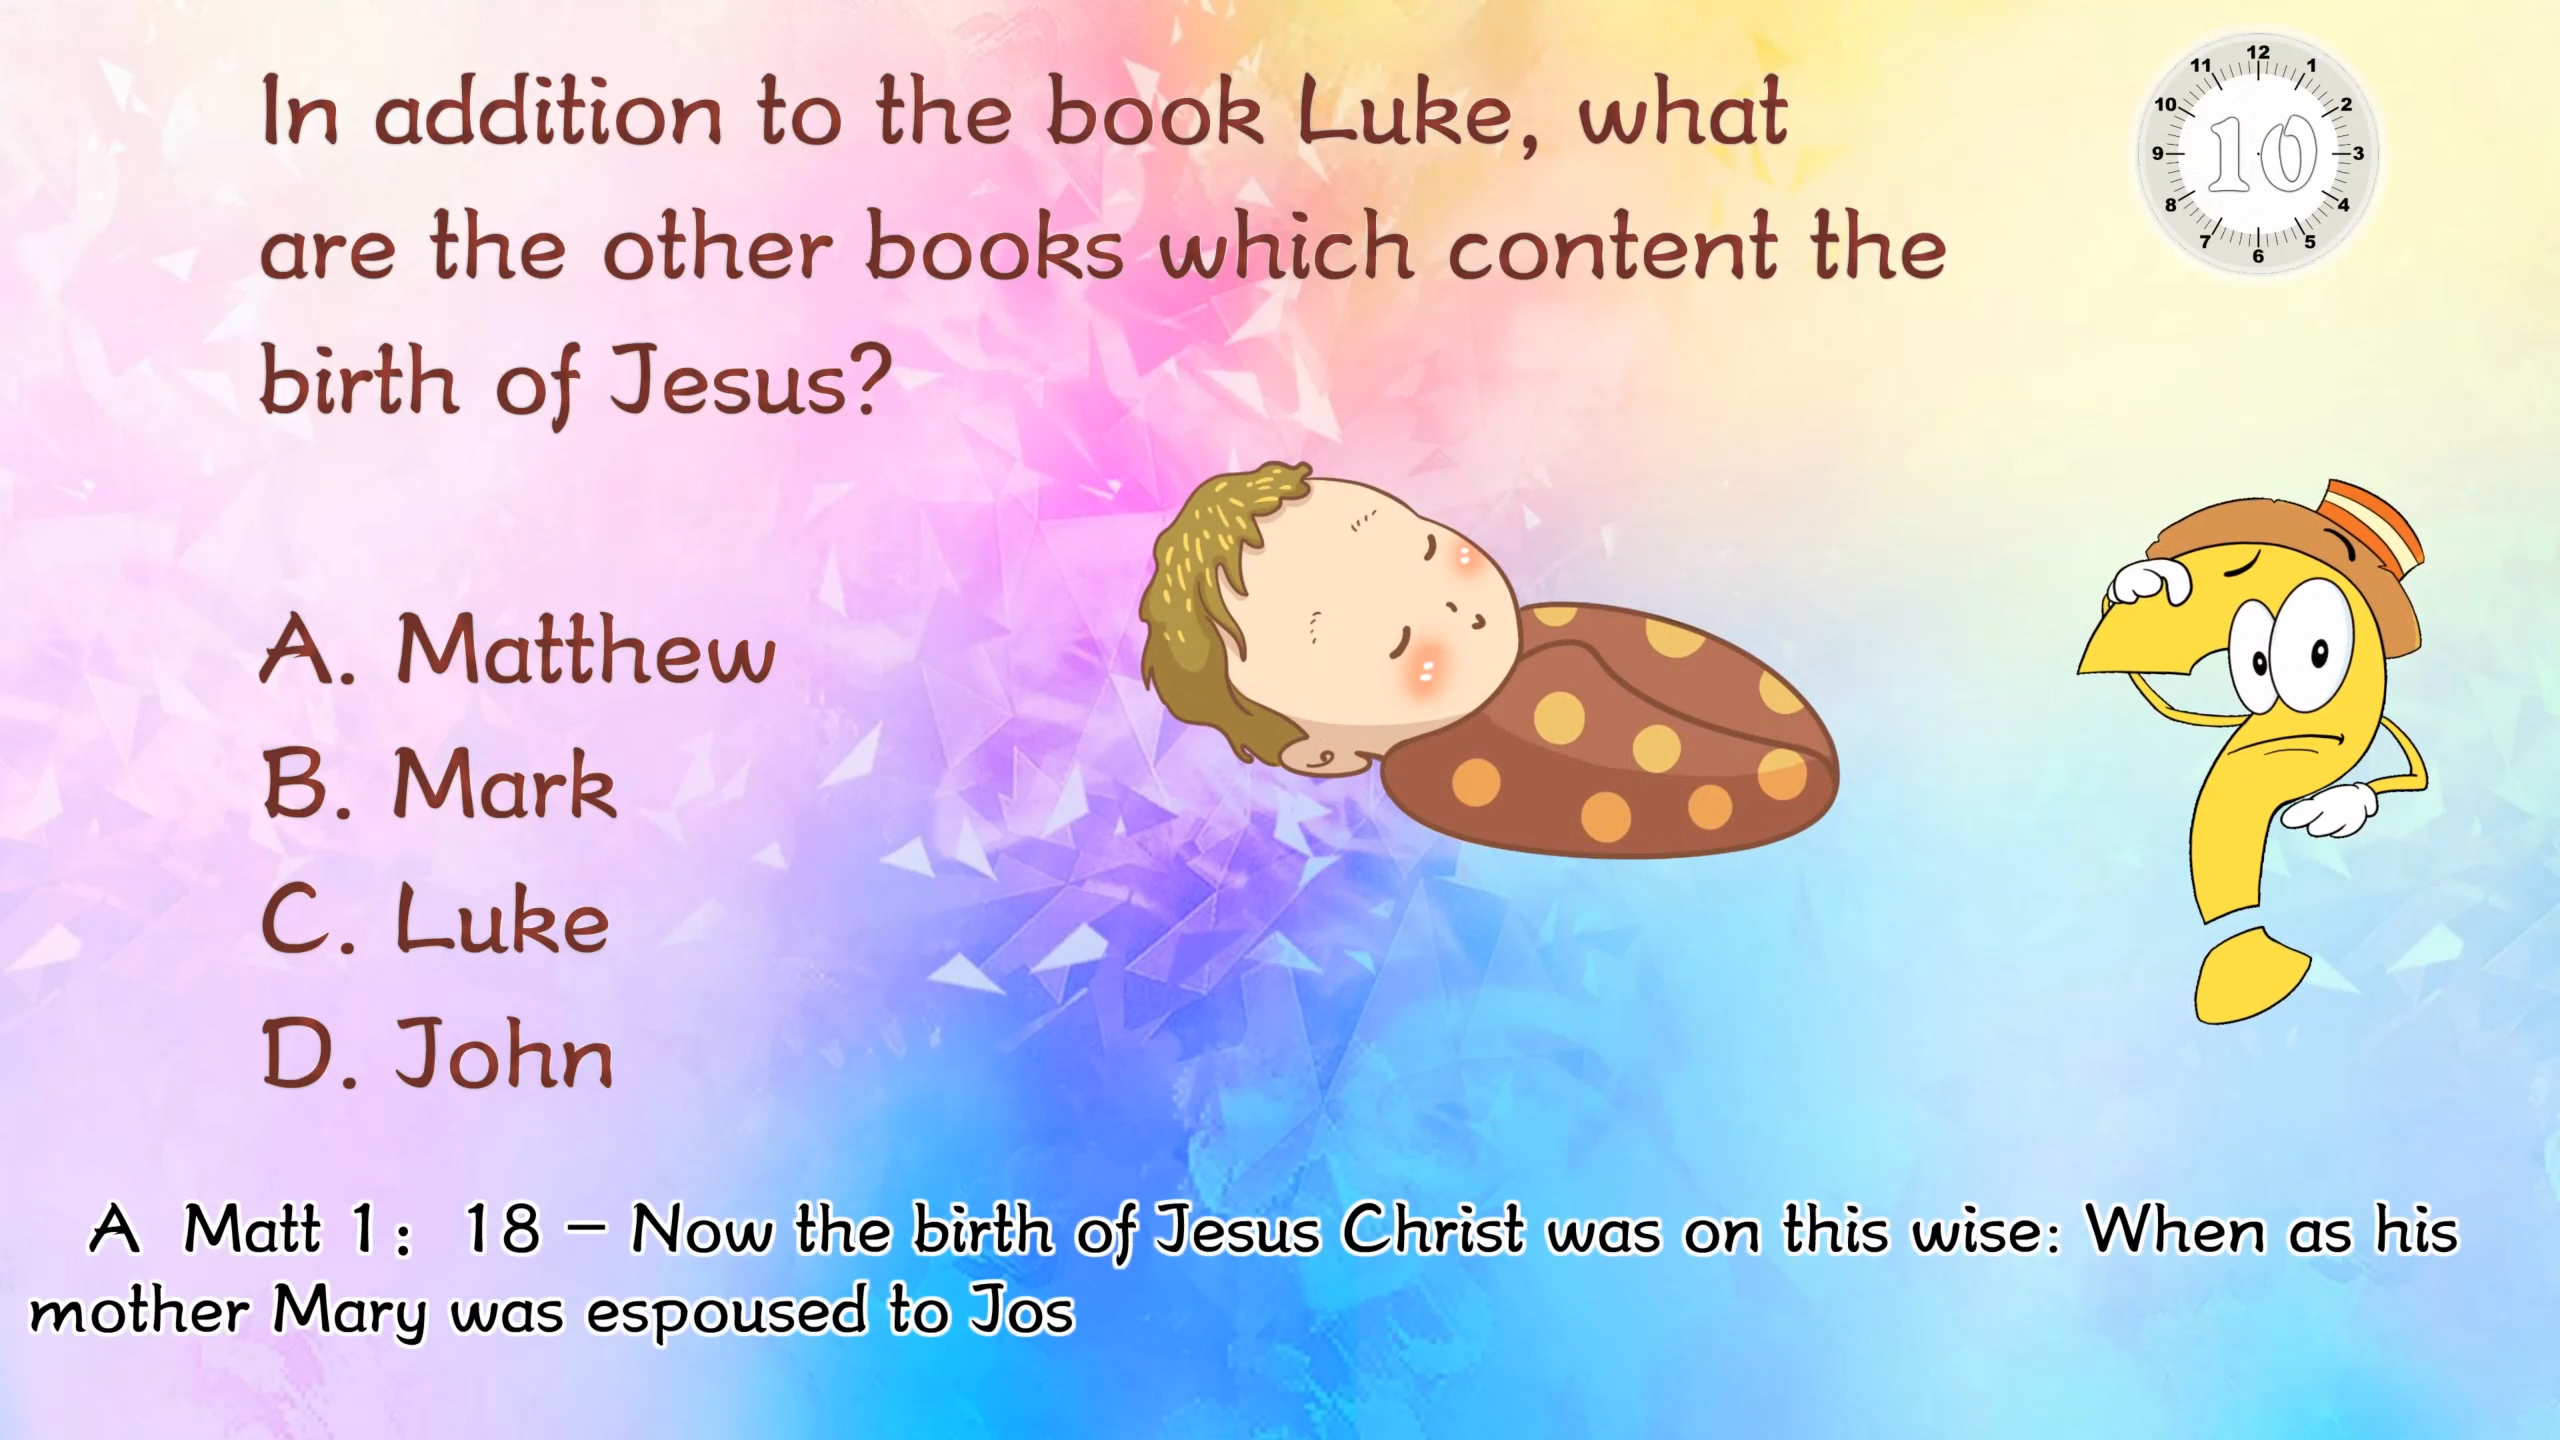 In addition to the book Luke, what
are the other books which content the
birth of Jesus?
A. Matthew
B. Mark
C. Luke
D. John
12
1
2
3
4
5
6
7
8
9
10
11
10
A Matt 1： 18 – Now the birth of Jesus Christ was on this wise: When as his
mother Mary was espoused to Jos